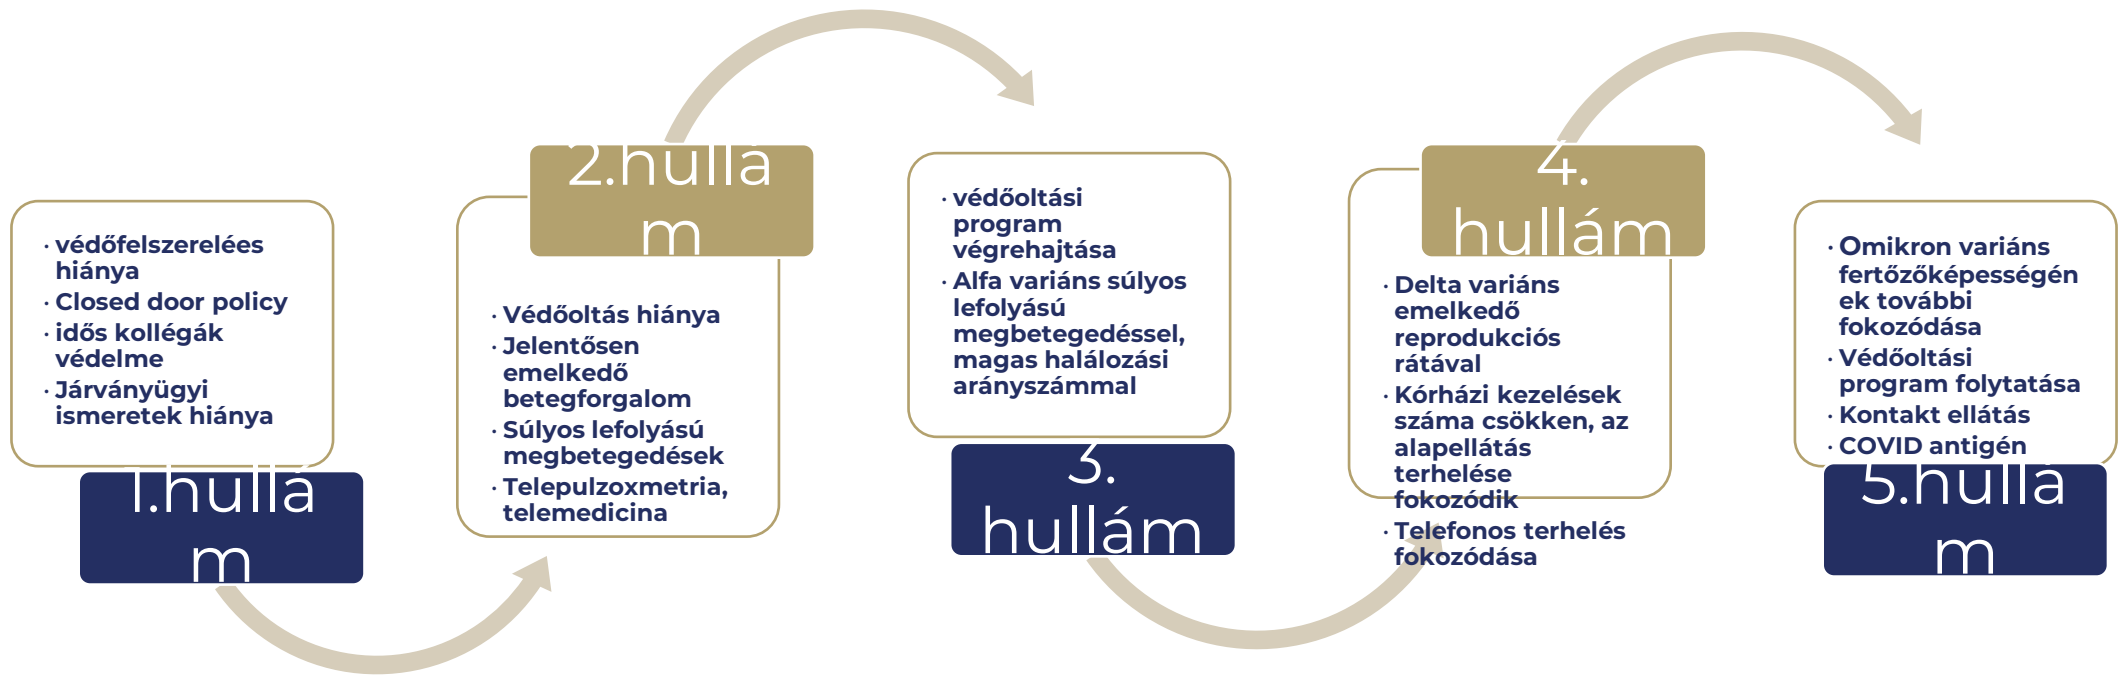 · védőfelszerelées
hiánya
· Closed door policy
· idős kollégák
védelme
· Járványügyi
ismeretek hiánya
1.hullá
m
2.hullá
m
· Védőoltás hiánya
· Jelentősen
emelkedő
betegforgalom
· Súlyos lefolyású
megbetegedések
· Telepulzoxmetria,
telemedicina
· védőoltási
program
végrehajtása
· Alfa variáns súlyos
lefolyású
megbetegedéssel,
magas halálozási
arányszámmal
3.
hullám
4.
hullám
· Delta variáns
emelkedő
reprodukciós
rátával
· Kórházi kezelések
száma csökken, az
alapellátás
terhelése
fokozódik
· Telefonos terhelés
fokozódása
· Omikron variáns
fertőzőképességén
ek további
fokozódása
· Védőoltási
program folytatása
· Kontakt ellátás
· COVID antigén
5.hullá
m